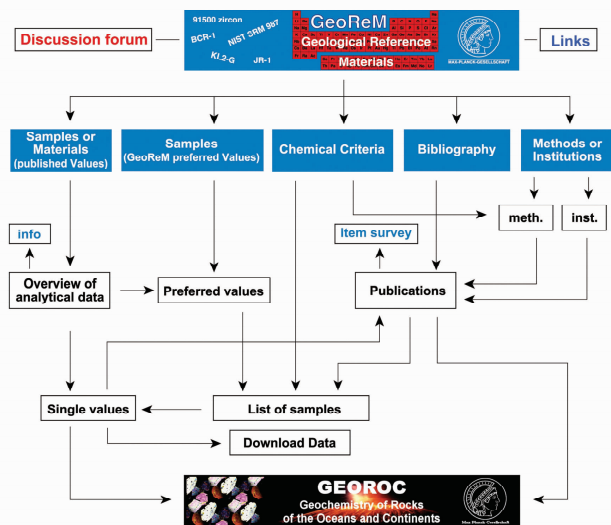 Discussion forum
91500 zircon
BCR-1
NIST SRM 987
KL2-G
JR-1
GeoReM
Geological Reference
Materials
MAX-PLANCK-GESELLSCHAFT
Links
Samples or
Materials
(published Values)
Samples
(GeoReM preferred Values)
Chemical Criteria
Bibliography
Methods or
Institutions
meth.
inst.
info
Item survey
Overview of
analytical data
Preferred values
Publications
Single values
List of samples
Download Data
GEOROC
Geochemistry of Rocks
of the Oceans and Continents
Max Planck Gesellschaft